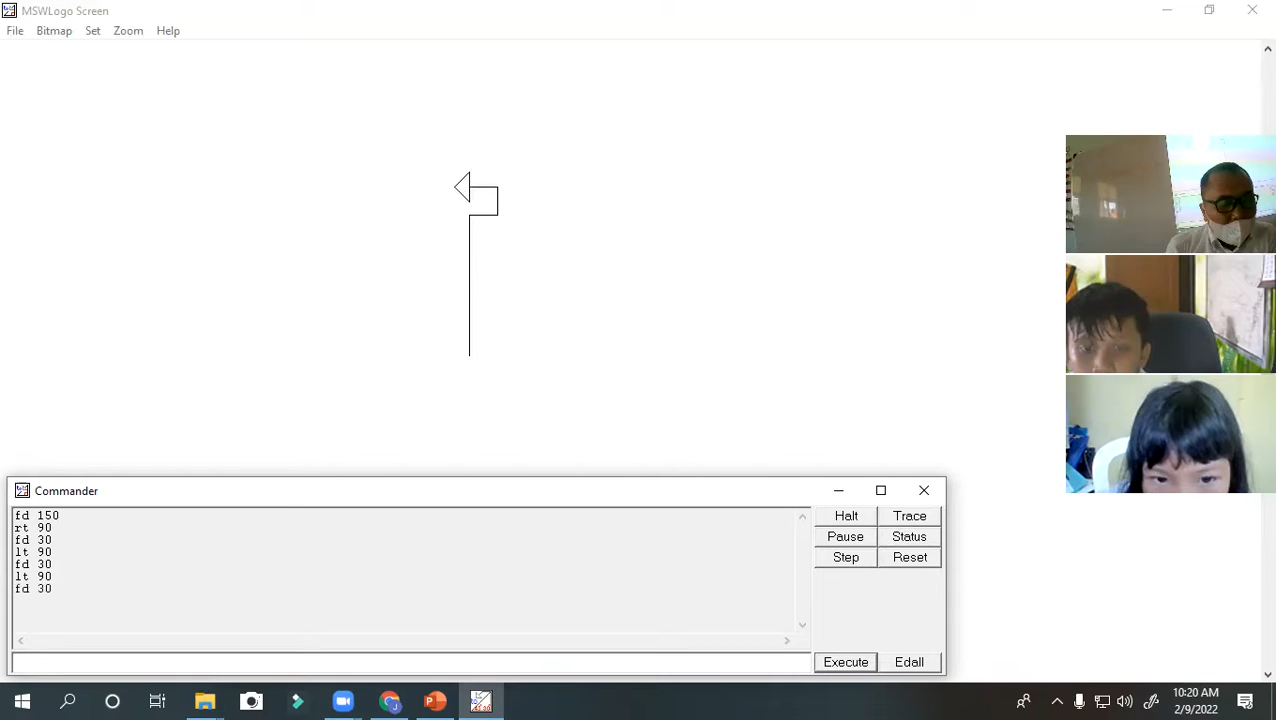 MSWLogo Screen
File Bitmap Set Zoom Help
Commander
fd 150
rt 90
fd 30
lt 90
fd 30
lt 90
fd 30
Halt Trace
Pause Status
Step Reset
Execute Edall
10:20 AM
2/9/2022